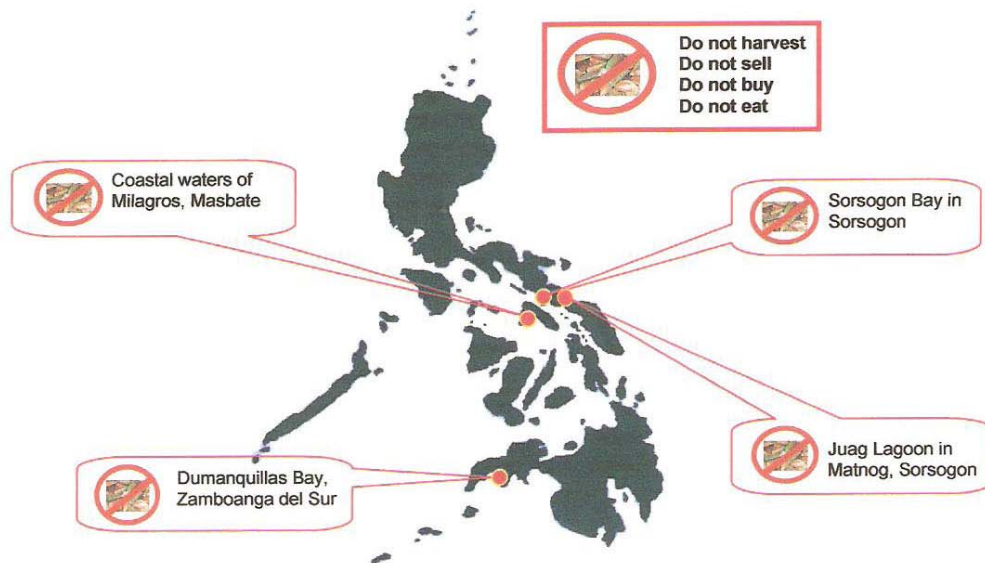 Do not harvest
Do not sell
Do not buy
Do not eat
Coastal waters of
Milagros, Masbate
Sorsogon Bay in
Sorsogon
Juag Lagoon in
Matnog, Sorsogon
Dumanquillas Bay,
Zamboanga del Sur